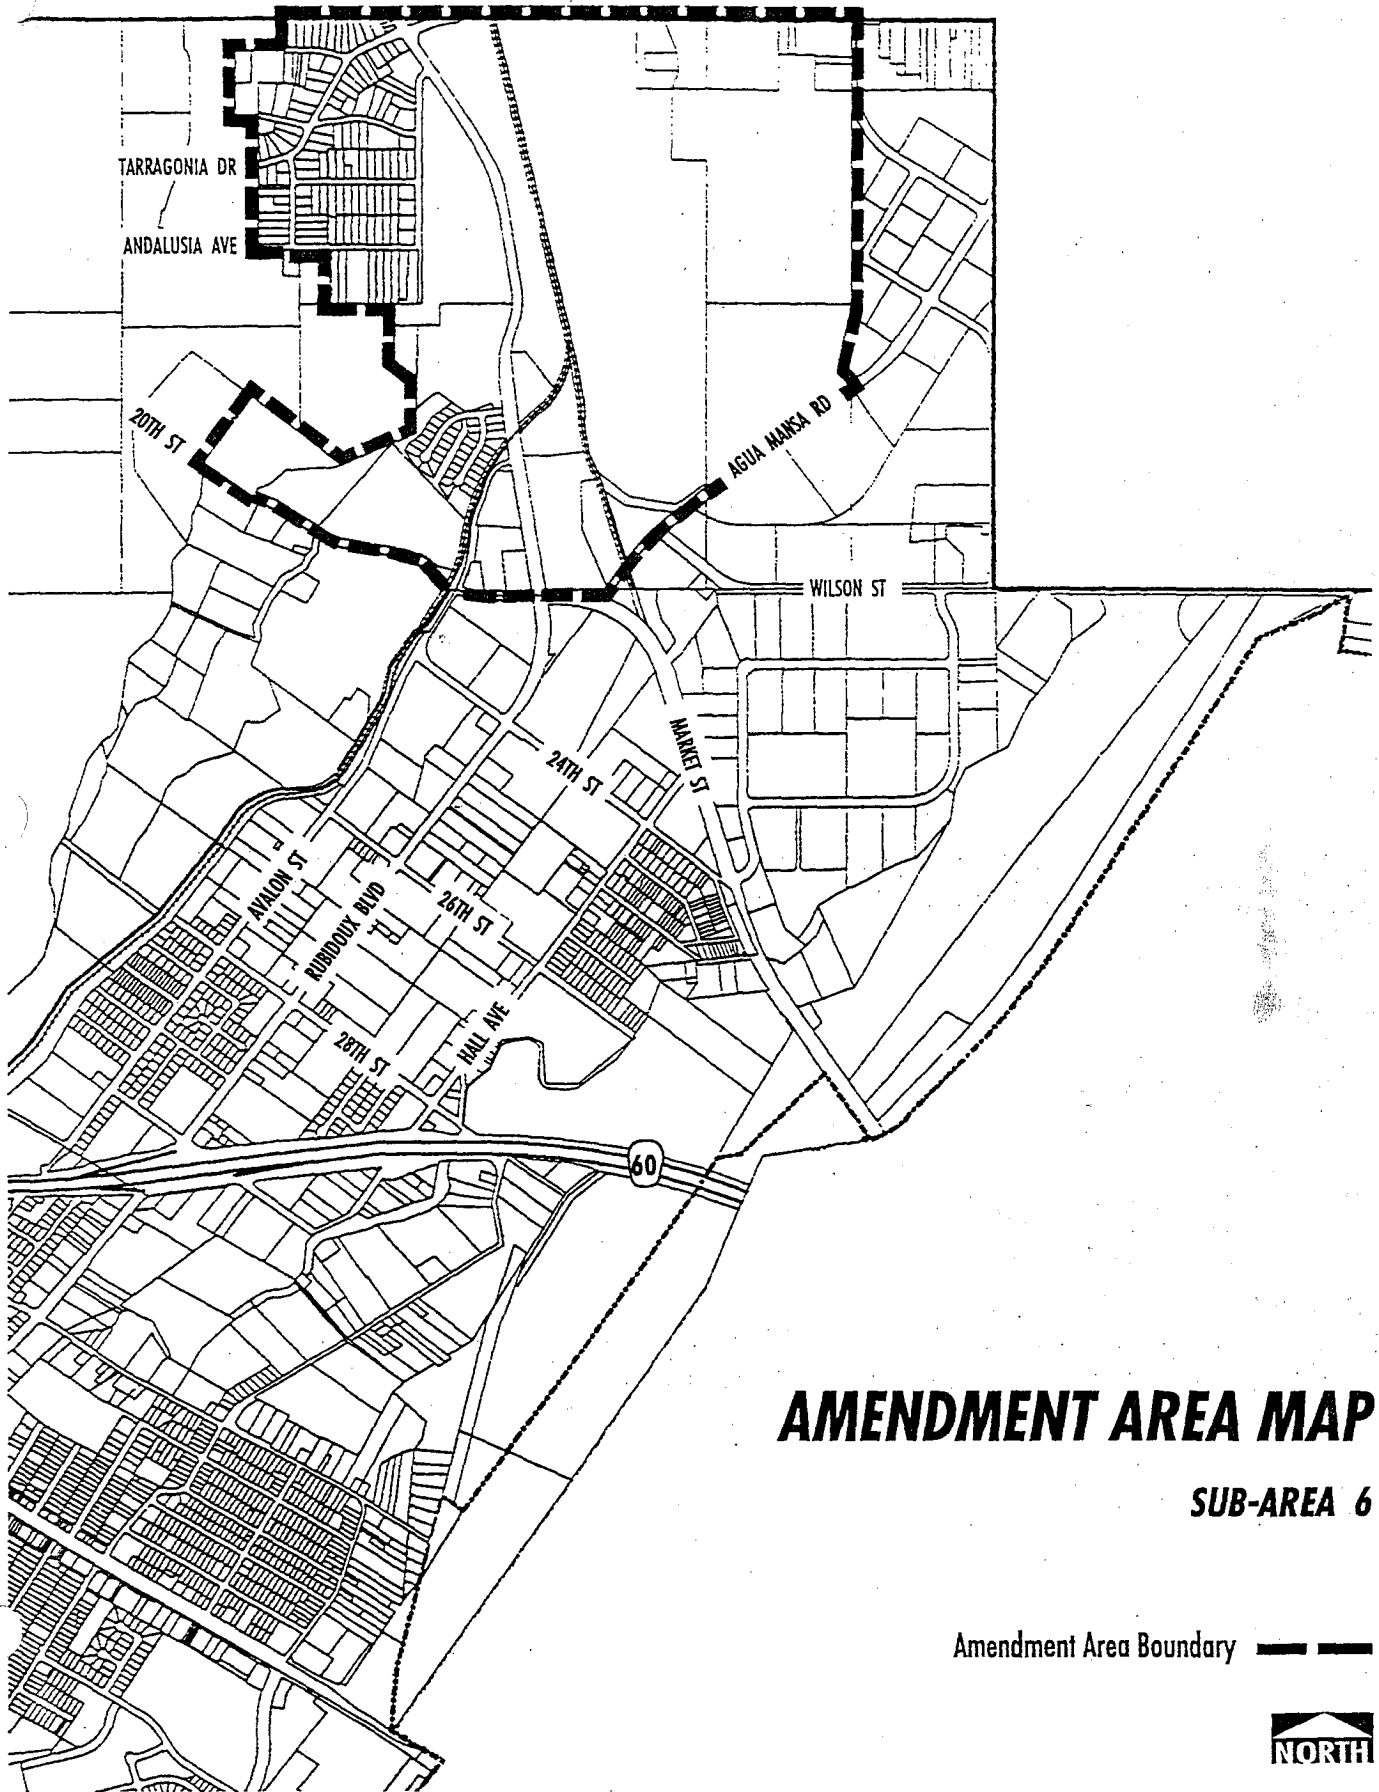 TARRAGONIA DR
ANDALUSIA AVE
20TH ST
AGUA MANSA RD
WILSON ST
MARKET ST
24TH ST
AVALON ST
RUBIDOUX BLVD
26TH ST
HALL AVE
28TH ST
60
AMENDMENT AREA MAP
SUB-AREA 6
Amendment Area Boundary
NORTH